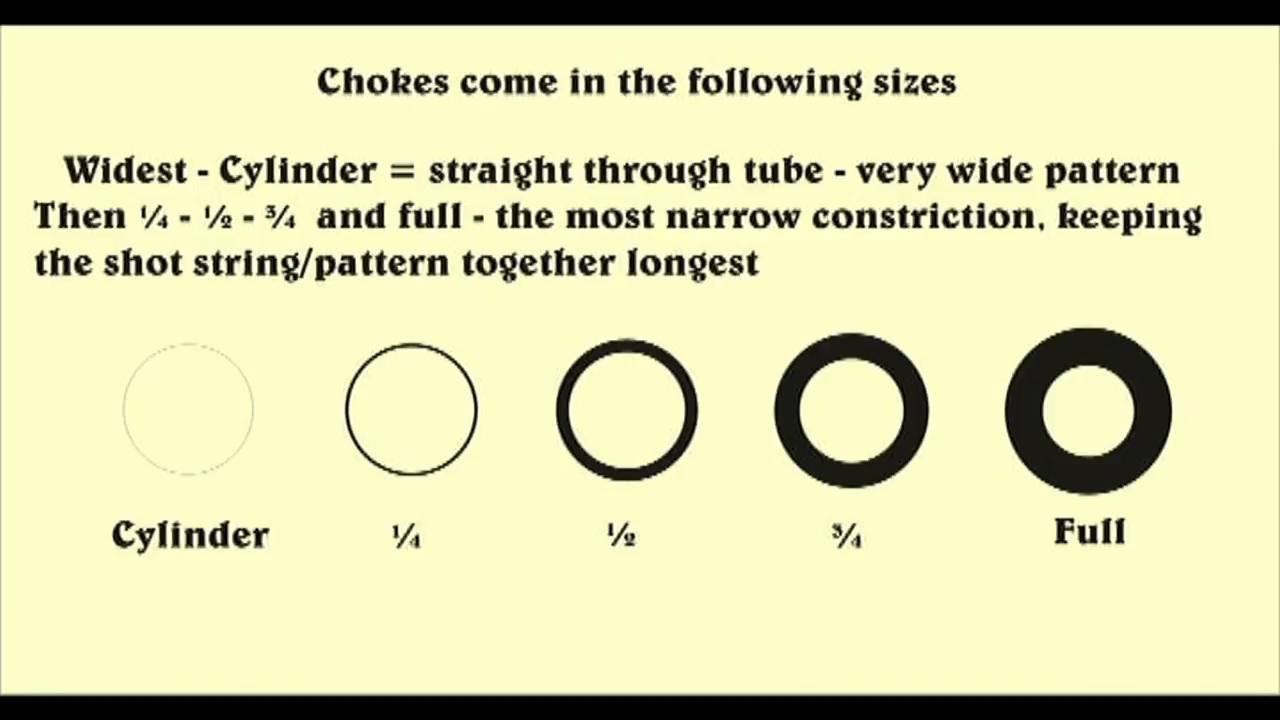 Chokes come in the following sizes
Widest - Cylinder = straight through tube - very wide pattern
Then ¼ - ½ - ¾ and full - the most narrow constriction, keeping
the shot string/pattern together longest
Cylinder ¼ ½ ¾ Full